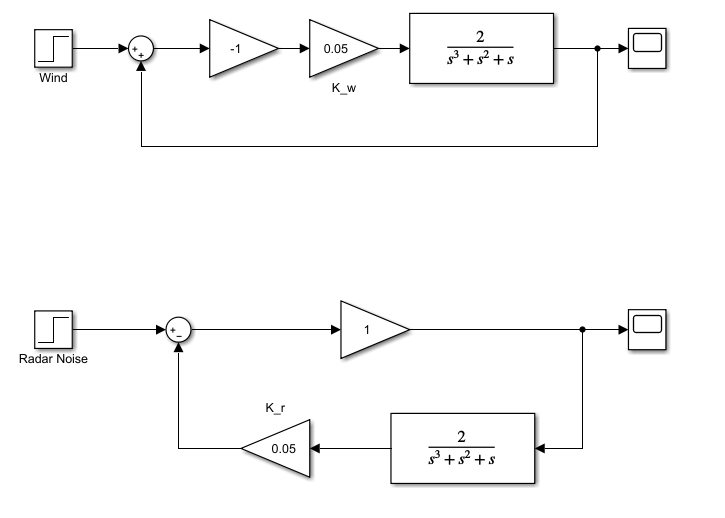 2
-1
0.05
s³ + s² + s
Wind
K_w
1
Radar Noise
K_r
2
0.05
s³ + s² + s